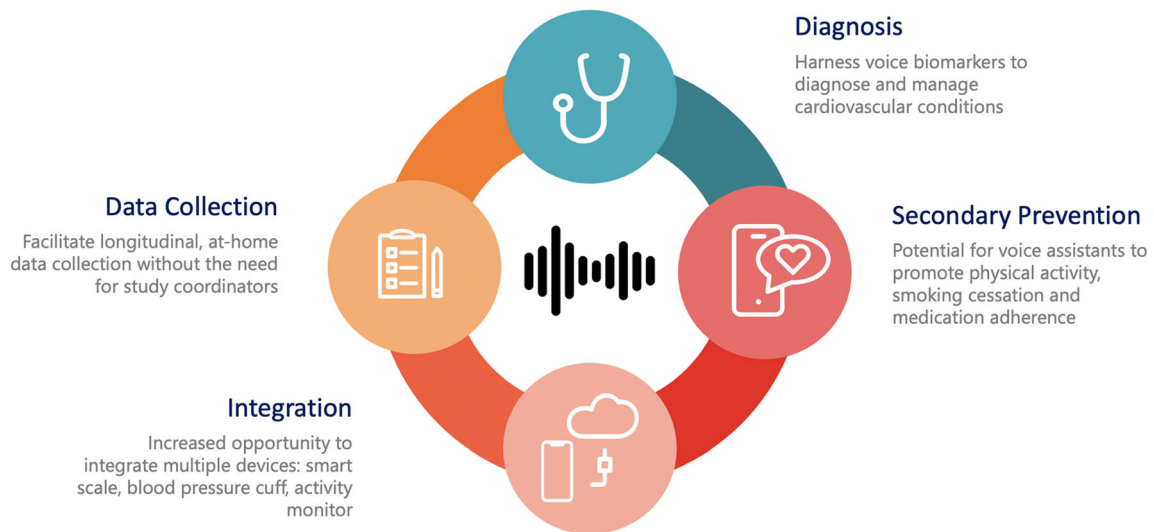 Diagnosis
Harness voice biomarkers to
diagnose and manage
cardiovascular conditions
Data Collection
Facilitate longitudinal, at-home
data collection without the need
for study coordinators
Secondary Prevention
Potential for voice assistants to
promote physical activity,
smoking cessation and
medication adherence
Integration
Increased opportunity to
integrate multiple devices: smart
scale, blood pressure cuff, activity
monitor